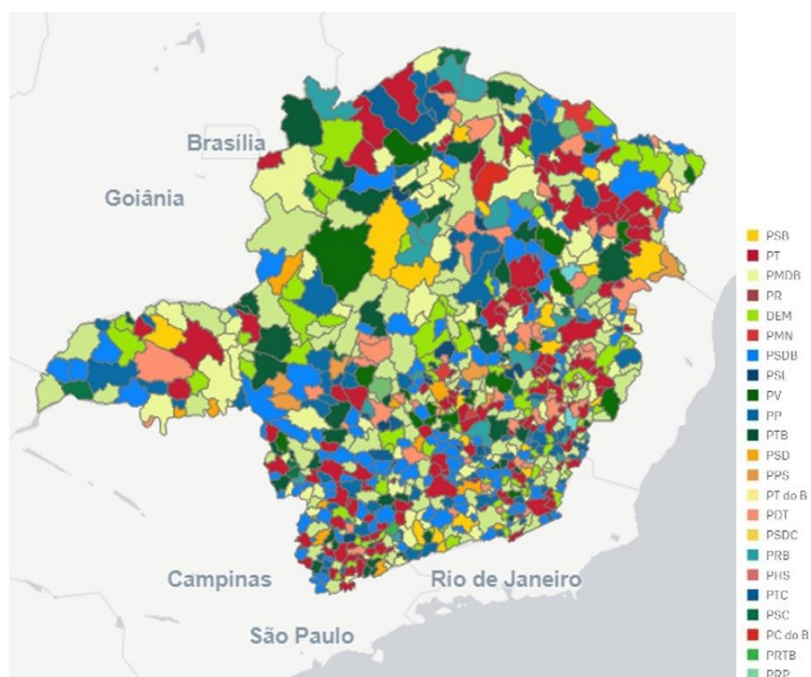 Brasília
Goiânia
Campinas
Rio de Janeiro
São Paulo
PSB
PT
PMDB
PR
DEM
PMN
PSDB
PSL
PV
PP
PTB
PSD
PPS
PT do B
PDT
PSDC
PRB
PHS
PTC
PSC
PC do B
PRTB
PRP